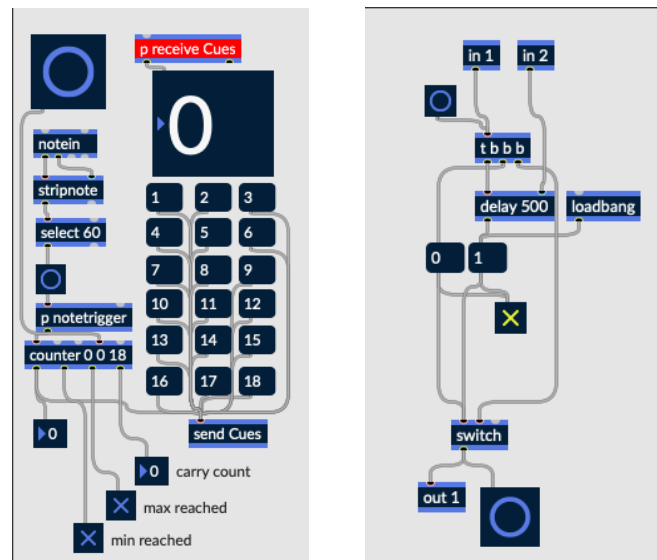 p receive Cues
0
notein
stripnote
select 60
p notetrigger
counter 0 0 18
0
1 2 3
4 5 6
7 8 9
10 11 12
13 14 15
16 17 18
send Cues
0 carry count
max reached
min reached
in 1 in 2
t b b b
delay 500 loadbang
0 1
switch
out 1